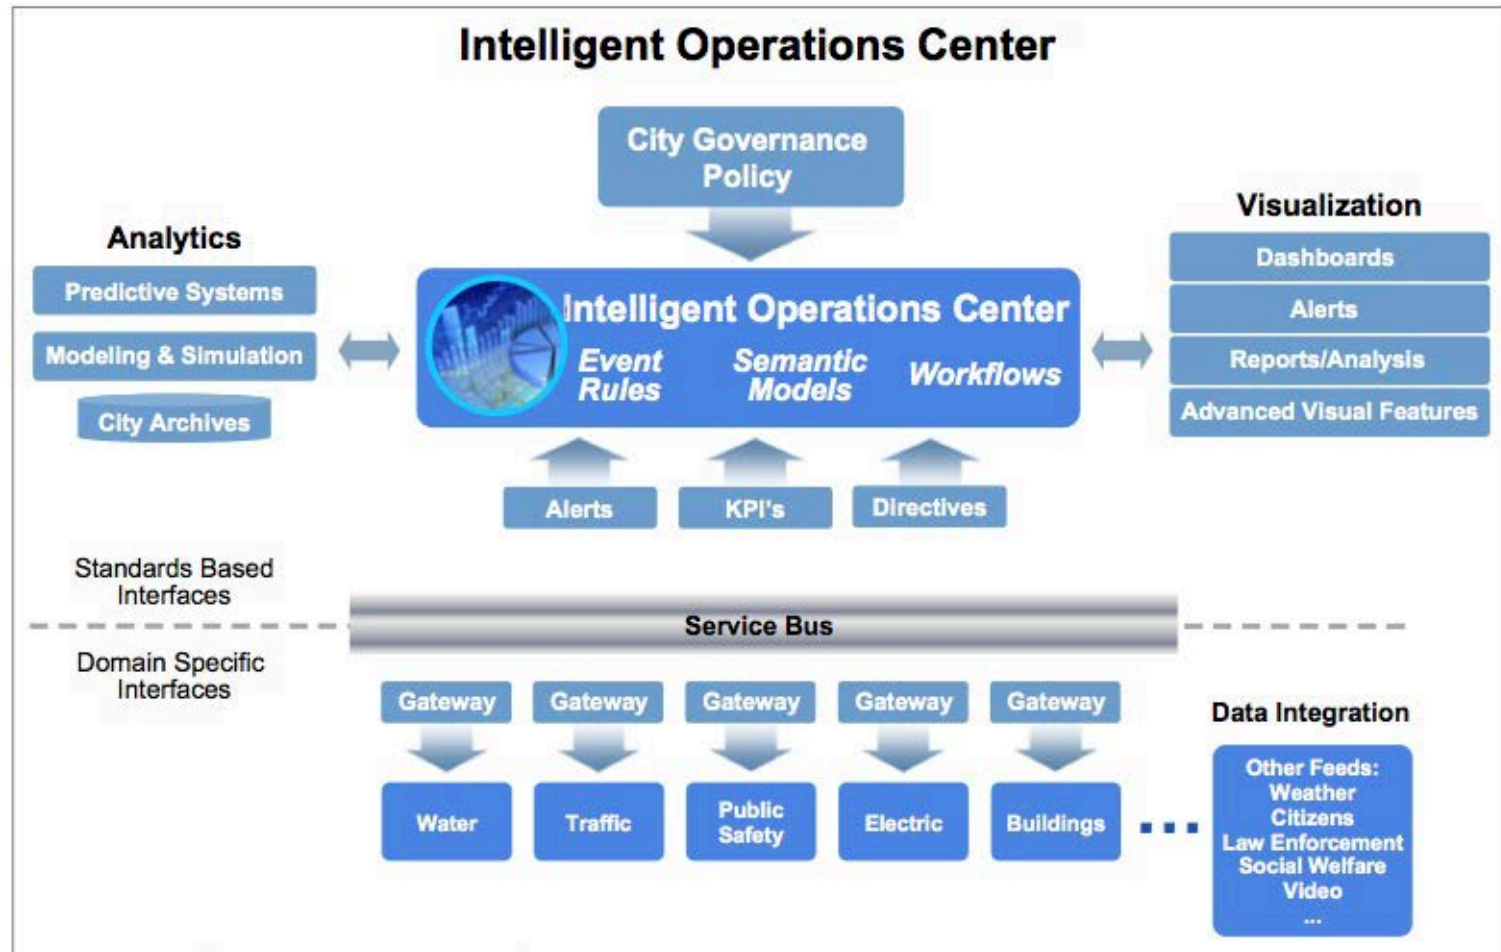 Intelligent Operations Center
City Governance
Policy
Analytics
Predictive Systems
Modeling & Simulation
City Archives
Intelligent Operations Center
Event
Rules
Semantic
Models
Workflows
Visualization
Dashboards
Alerts
Reports/Analysis
Advanced Visual Features
Alerts
KPI's
Directives
Standards Based
Interfaces
Service Bus
Domain Specific
Interfaces
Gateway
Gateway
Gateway
Gateway
Gateway
Water
Traffic
Public
Safety
Electric
Buildings
...
Data Integration
Other Feeds:
Weather
Citizens
Law Enforcement
Social Welfare
Video
...